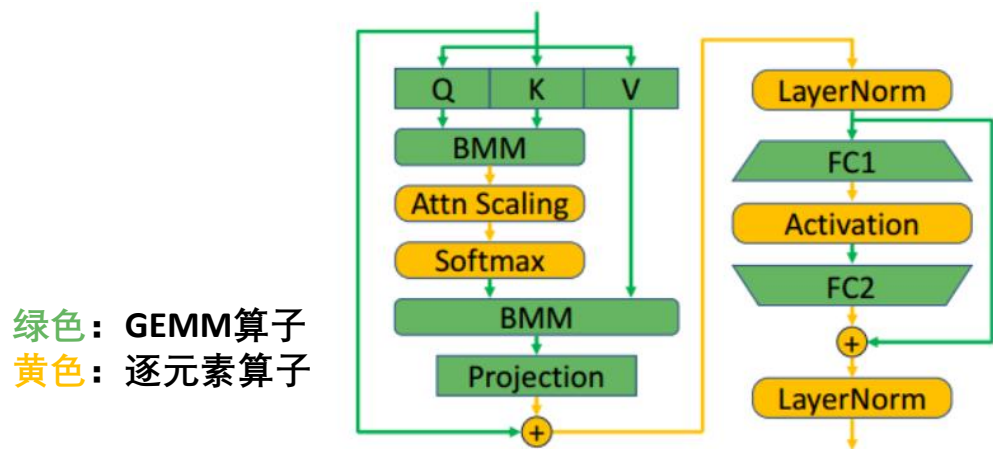 Q K V
BMM
Attn Scaling
Softmax
BMM
Projection
+
LayerNorm
FC1
Activation
FC2
+
LayerNorm
绿色：GEMM算子
黄色：逐元素算子